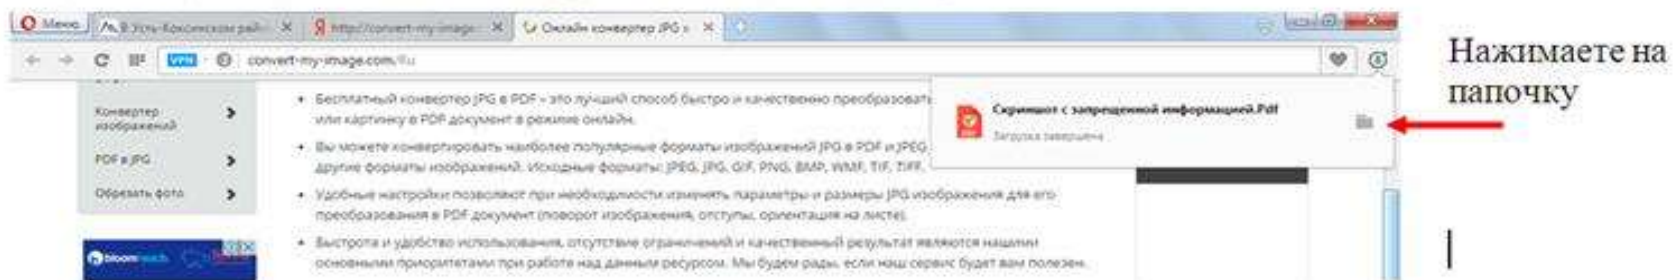 Меню
В Усть-Коксинском рай
http://convert-my-image
Онлайн конвертер JPG в
VPN
convert-my-image.com/Ru
Нажимаете на
папочку
Конвертер
изображений
PDF в JPG
Обрезать фото
Бесплатный конвертер JPG в PDF – это лучший способ быстро и качественно преобразовать
или картинку в PDF документ в режиме онлайн.
Вы можете конвертировать наиболее популярные форматы изображений JPG в PDF и JPEG
другие форматы изображений. Исходные форматы: JPEG, JPG, GIF, PNG, BMP, WMF, TIF, TIFF.
Удобные настройки позволяют при необходимости изменять параметры и размеры JPG изображения для его
преобразования в PDF документ (поворот изображения, отступы, ориентация на листе).
Быстрота и удобство использования, отсутствие ограничений и качественный результат являются нашими
основными приоритетами при работе над данным ресурсом. Мы будем рады, если наш сервис будет вам полезен.
Скриншот с запрещенной информацией.Pdf
Загрузка завершена
bloomreach